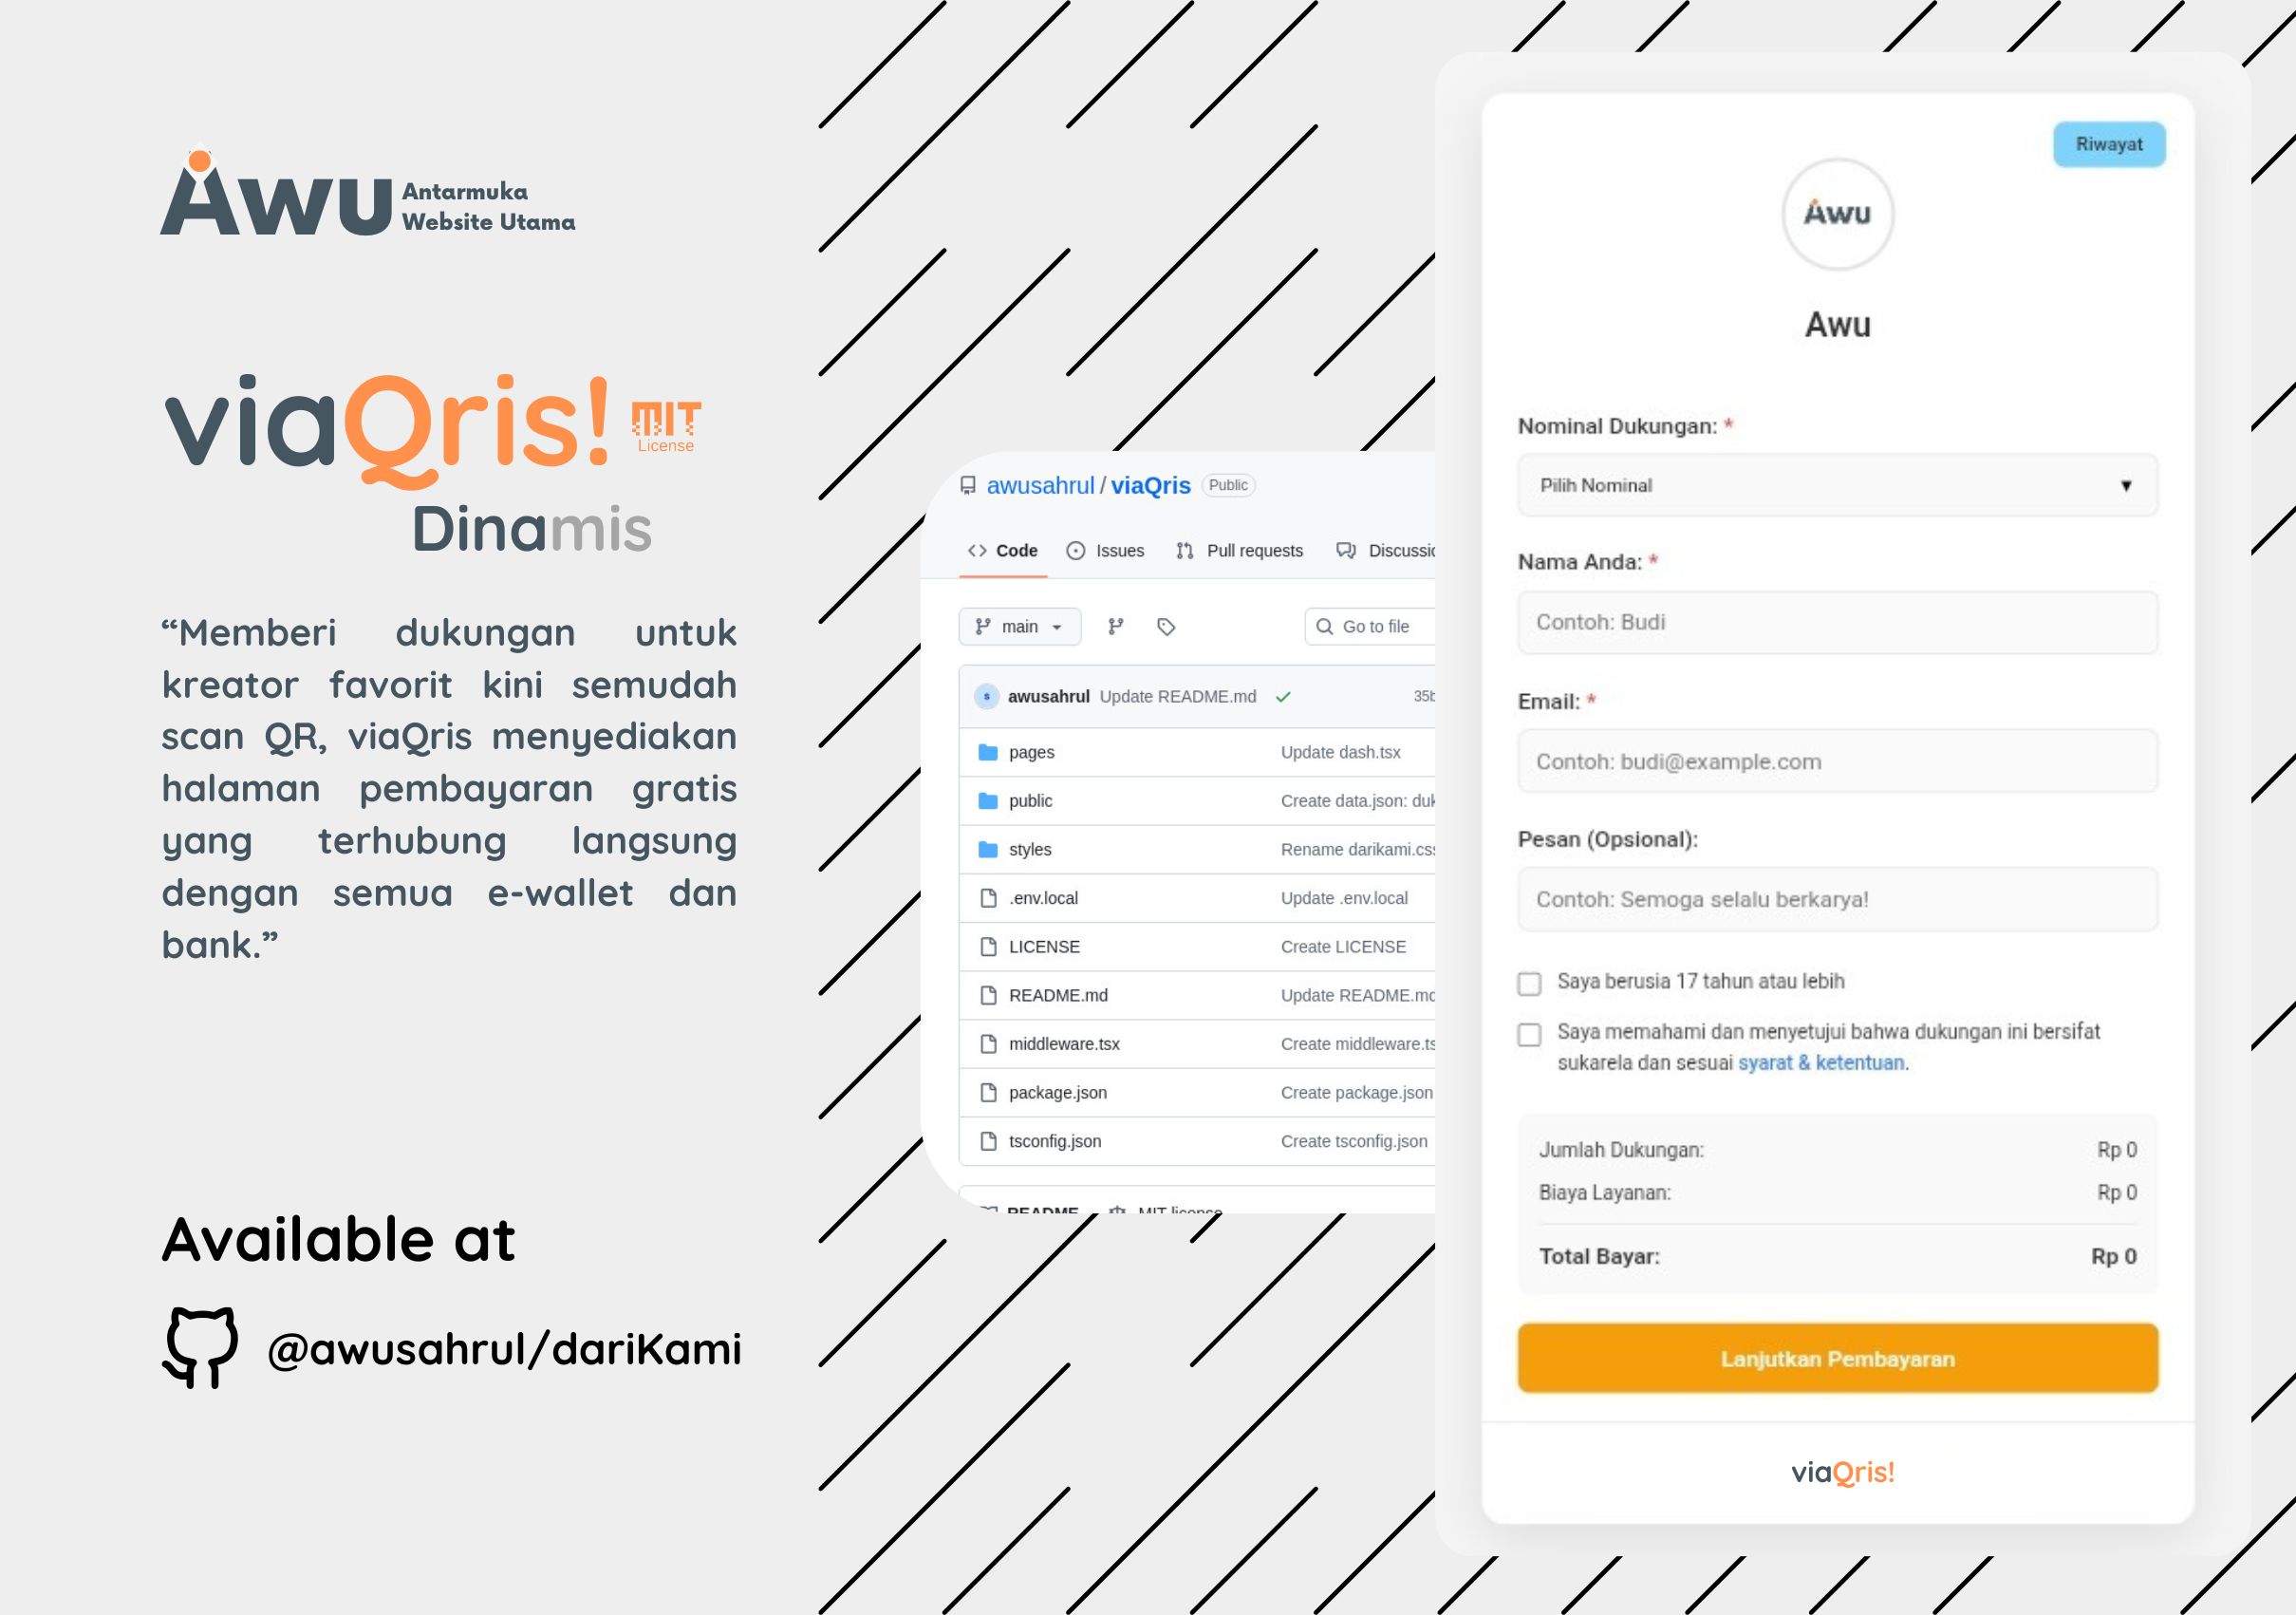 Awu Antarmuka
Website Utama
viaQris! MIT
License
Dinamis
“Memberi dukungan untuk
kreator favorit kini semudah
scan QR, viaQris menyediakan
halaman pembayaran gratis
yang terhubung langsung
dengan semua e-wallet dan
bank.”
Available at
@awusahrul/dariKami
awusahrul / viaQris Public
Code Issues Pull requests Discussic
main Go to file
s awusahrul Update README.md 35b
pages Update dash.tsx
public Create data.json: duk
styles Rename darikami.css
.env.local Update .env.local
LICENSE Create LICENSE
README.md Update README.md
middleware.tsx Create middleware.ts
package.json Create package.json
tsconfig.json Create tsconfig.json
README MIT license
Riwayat
Awu
Awu
Nominal Dukungan: *
Pilih Nominal ▼
Nama Anda: *
Contoh: Budi
Email: *
Contoh: budi@example.com
Pesan (Opsional):
Contoh: Semoga selalu berkarya!
Saya berusia 17 tahun atau lebih
Saya memahami dan menyetujui bahwa dukungan ini bersifat
sukarela dan sesuai syarat & ketentuan.
Jumlah Dukungan: Rp 0
Biaya Layanan: Rp 0
Total Bayar: Rp 0
Lanjutkan Pembayaran
viaQris!